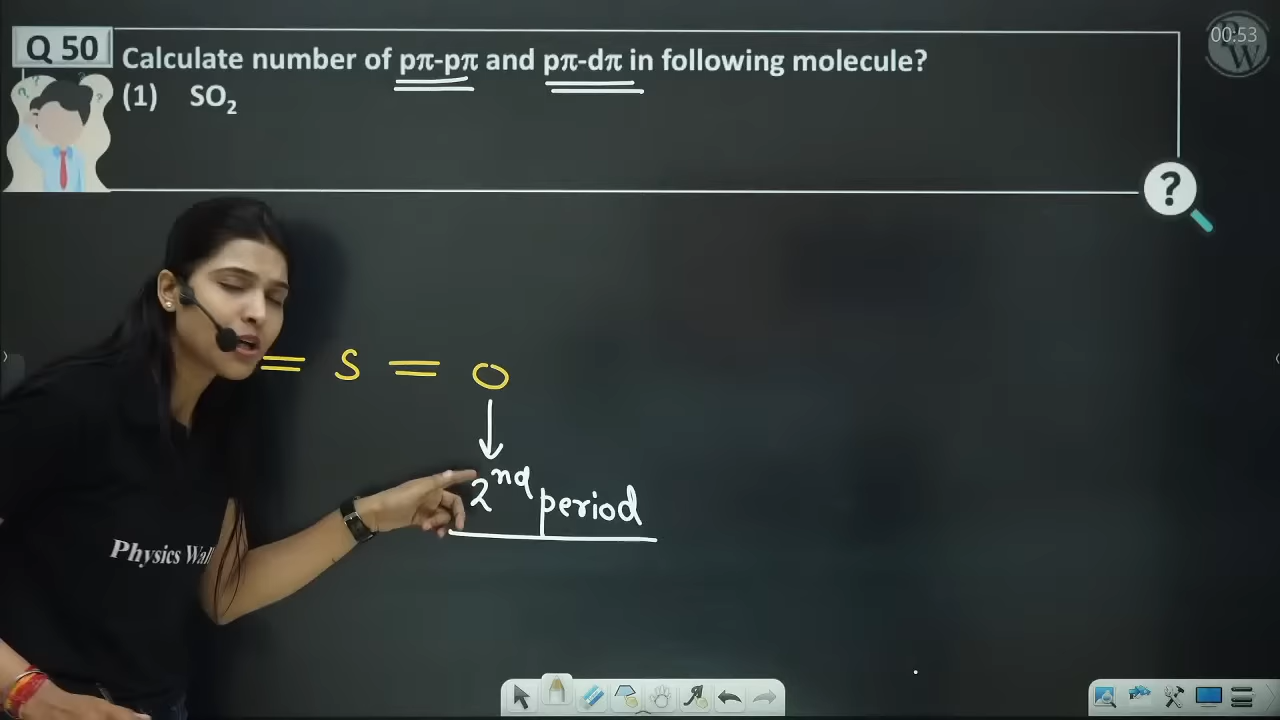 Q 50
Calculate number of pπ-pπ and pπ-dπ in following molecule?
(1) SO₂
00:53
?
= S = O
↓
2nd period
Physics Wall